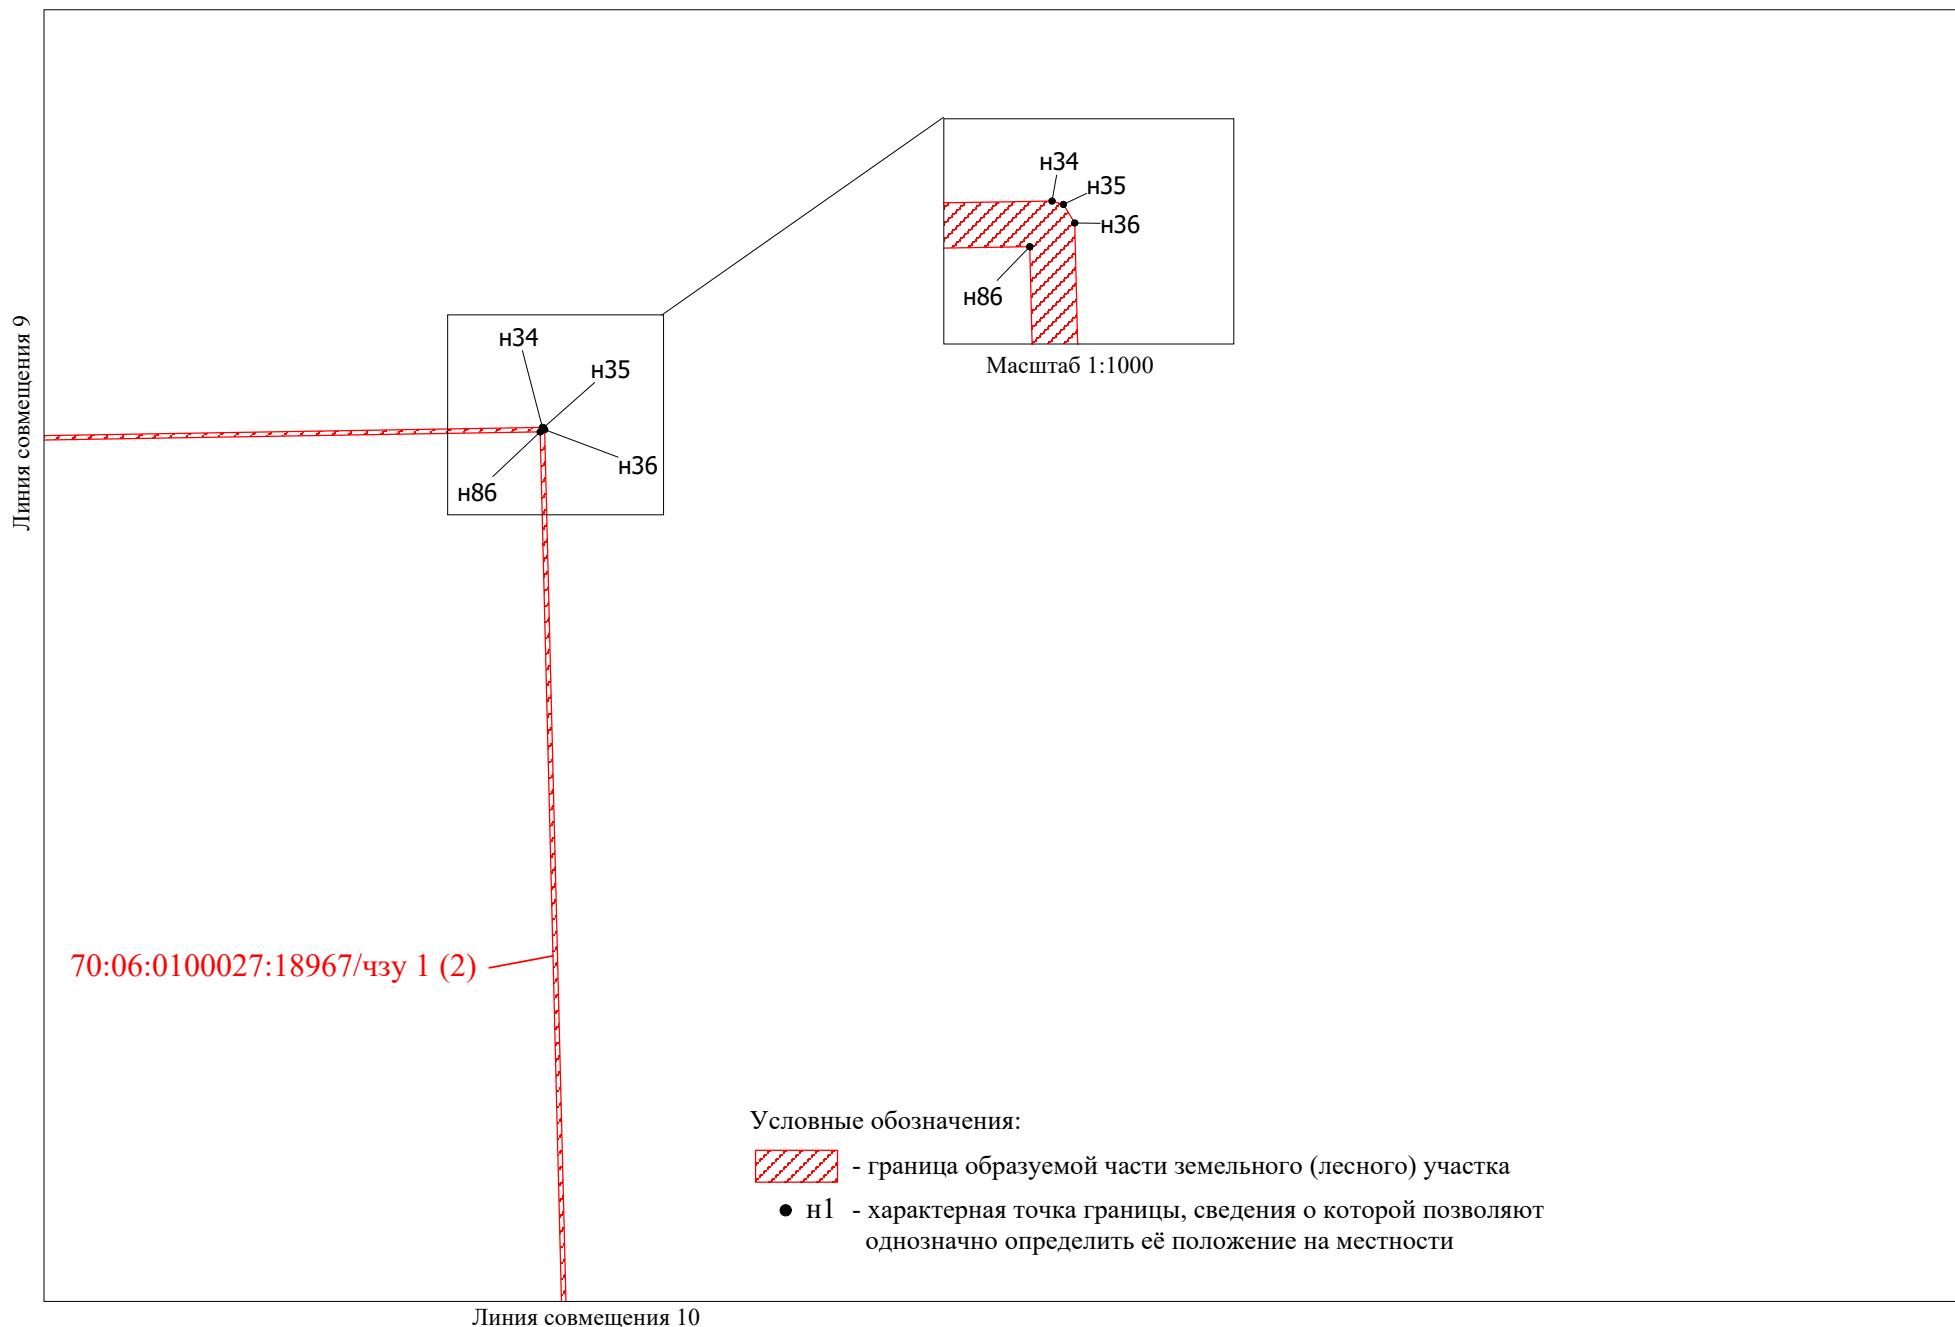 н34
н35
н36
н86
Масштаб 1:1000
Линия совмещения 9
н34
н35
н36
н86
70:06:0100027:18967/чзу 1 (2)
Условные обозначения:
- граница образуемой части земельного (лесного) участка
н1 - характерная точка границы, сведения о которой позволяют
однозначно определить её положение на местности
Линия совмещения 10